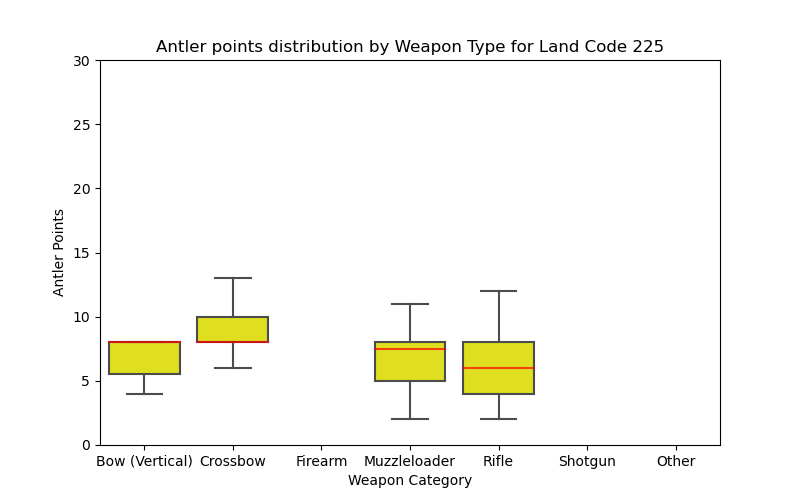 Antler points distribution by Weapon Type for Land Code 225
30
25
20
15
10
5
0
Antler Points
Bow (Vertical) Crossbow Firearm Muzzleloader Rifle Shotgun Other
Weapon Category